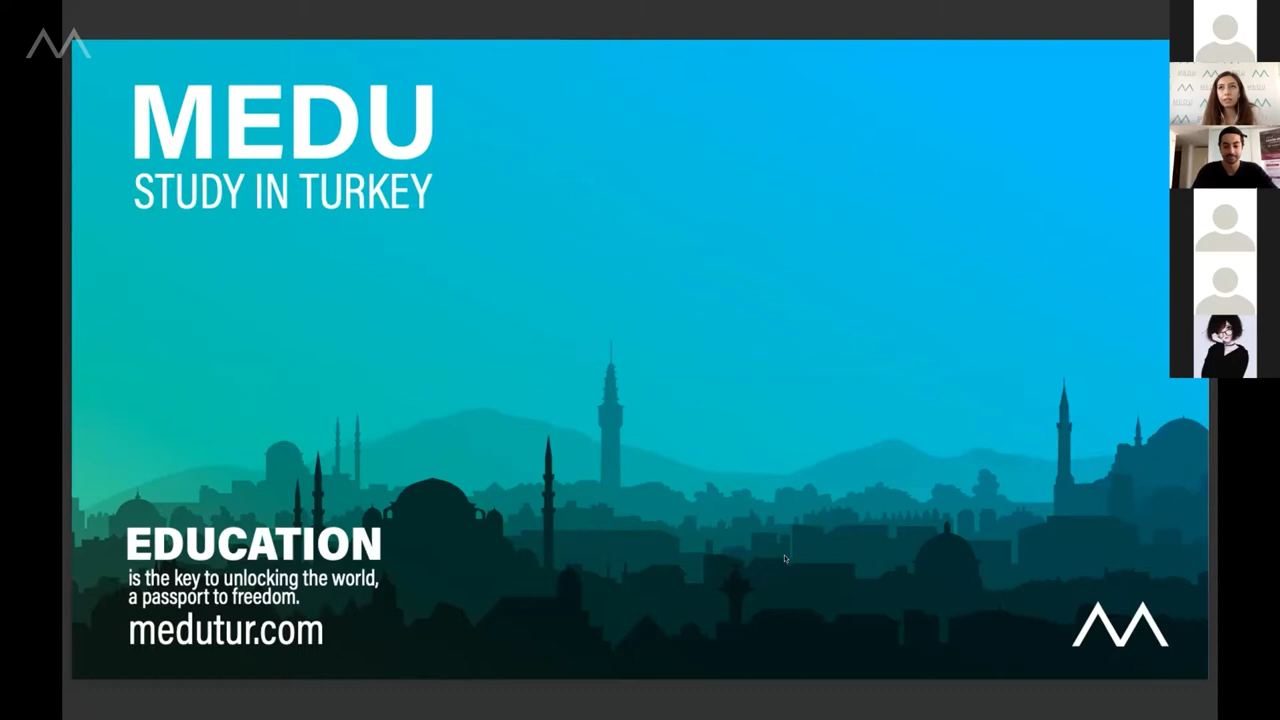 MEDU
STUDY IN TURKEY
EDUCATION
is the key to unlocking the world,
a passport to freedom.
medutur.com